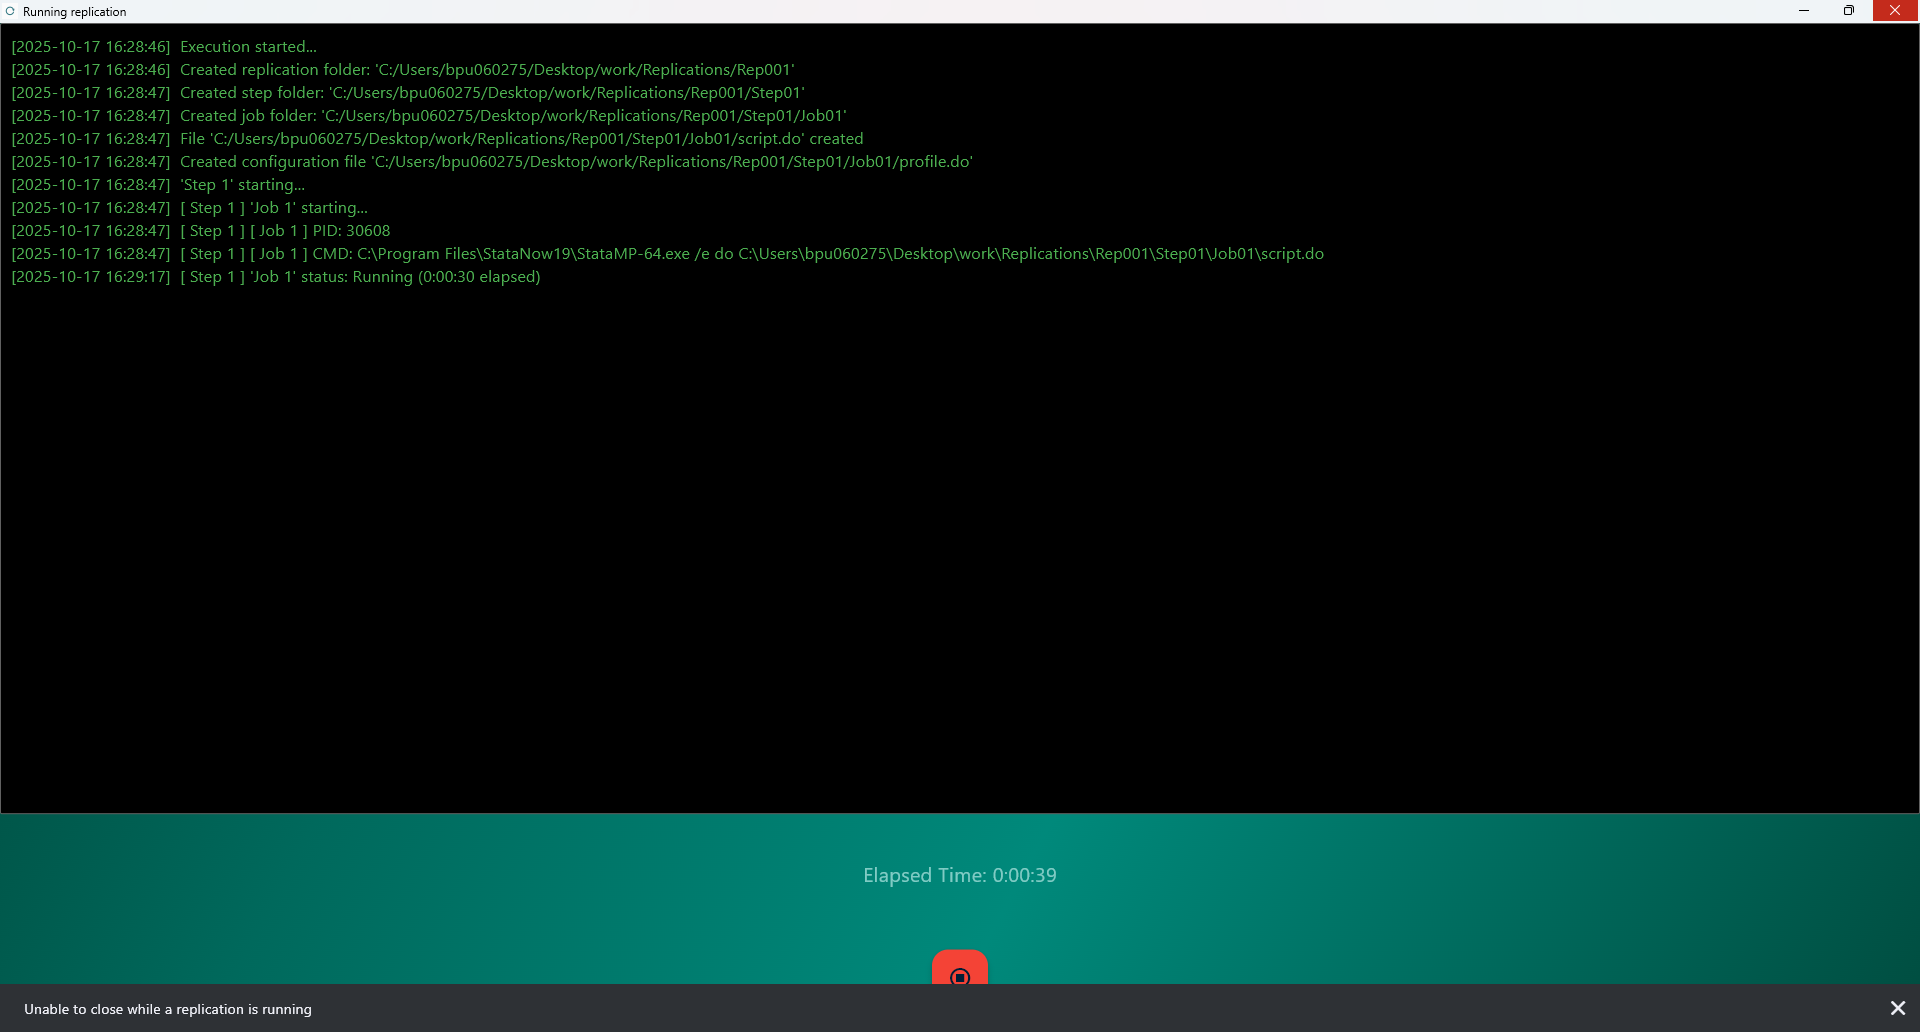 Running replication
[2025-10-17 16:28:46] Execution started...
[2025-10-17 16:28:46] Created replication folder: 'C:/Users/bpu060275/Desktop/work/Replications/Rep001'
[2025-10-17 16:28:47] Created step folder: 'C:/Users/bpu060275/Desktop/work/Replications/Rep001/Step01'
[2025-10-17 16:28:47] Created job folder: 'C:/Users/bpu060275/Desktop/work/Replications/Rep001/Step01/Job01'
[2025-10-17 16:28:47] File 'C:/Users/bpu060275/Desktop/work/Replications/Rep001/Step01/Job01/script.do' created
[2025-10-17 16:28:47] Created configuration file 'C:/Users/bpu060275/Desktop/work/Replications/Rep001/Step01/Job01/profile.do'
[2025-10-17 16:28:47] 'Step 1' starting...
[2025-10-17 16:28:47] [ Step 1 ] 'Job 1' starting...
[2025-10-17 16:28:47] [ Step 1 ] [ Job 1 ] PID: 30608
[2025-10-17 16:28:47] [ Step 1 ] [ Job 1 ] CMD: C:\Program Files\StataNow19\StataMP-64.exe /e do C:\Users\bpu060275\Desktop\work\Replications\Rep001\Step01\Job01\script.do
[2025-10-17 16:29:17] [ Step 1 ] 'Job 1' status: Running (0:00:30 elapsed)
Elapsed Time: 0:00:39
Unable to close while a replication is running